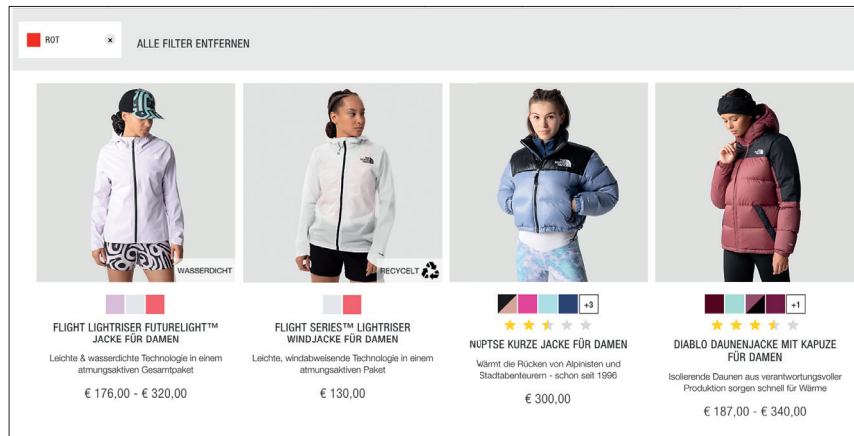 ROT
ALLE FILTER ENTFERNEN
WASSERDICHT
RECYCELT
THE
NORTH
FACE
+3
+1
FLIGHT LIGHTRISER FUTURELIGHT™
JACKE FÜR DAMEN
Leichte & wasserdichte Technologie in einem
atmungsaktiven Gesamtpaket
€ 176,00 - € 320,00
FLIGHT SERIES™ LIGHTRISER
WINDJACKE FÜR DAMEN
Leichte, windabweisende Technologie in einem
atmungsaktiven Paket
€ 130,00
NUPTSE KURZE JACKE FÜR DAMEN
Wärmt die Rücken von Alpinisten und
Stadtabenteurern - schon seit 1996
€ 300,00
DIABLO DAUNENJACKE MIT KAPUZE
FÜR DAMEN
Isolierende Daunen aus verantwortungsvoller
Produktion sorgen schnell für Wärme
€ 187,00 - € 340,00